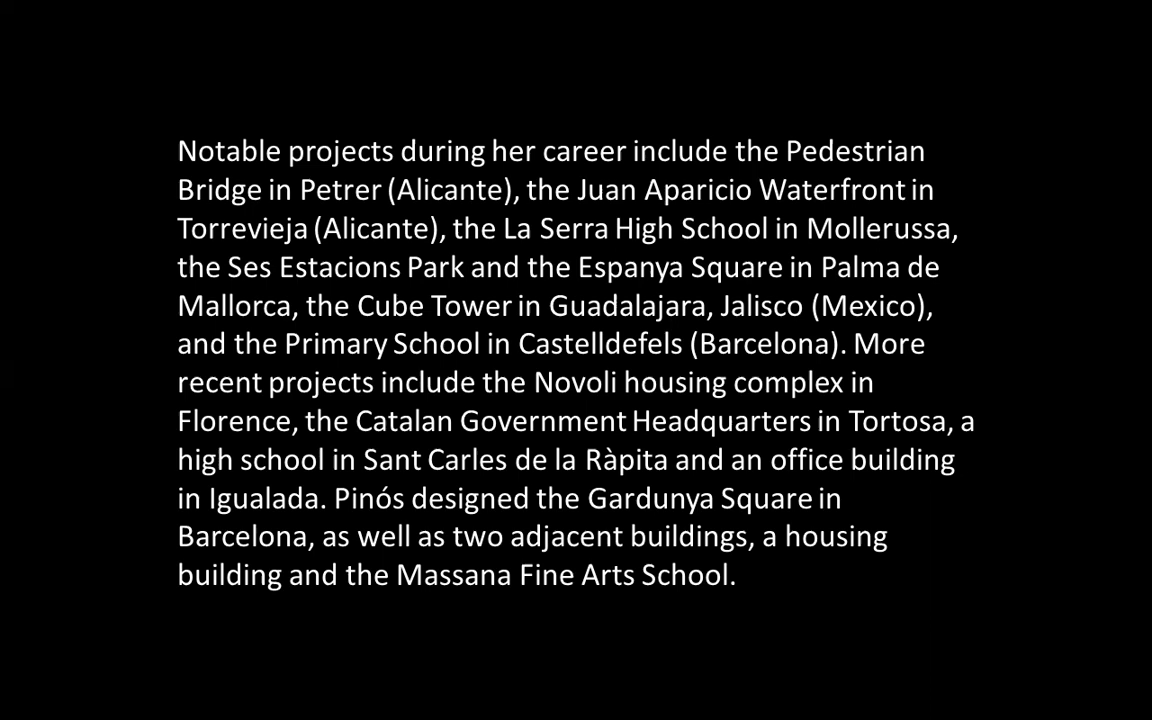 Notable projects during her career include the Pedestrian
Bridge in Petrer (Alicante), the Juan Aparicio Waterfront in
Torrevieja (Alicante), the La Serra High School in Mollerussa,
the Ses Estacions Park and the Espanya Square in Palma de
Mallorca, the Cube Tower in Guadalajara, Jalisco (Mexico),
and the Primary School in Castelldefels (Barcelona). More
recent projects include the Novoli housing complex in
Florence, the Catalan Government Headquarters in Tortosa, a
high school in Sant Carles de la Ràpita and an office building
in Igualada. Pinós designed the Gardunya Square in
Barcelona, as well as two adjacent buildings, a housing
building and the Massana Fine Arts School.